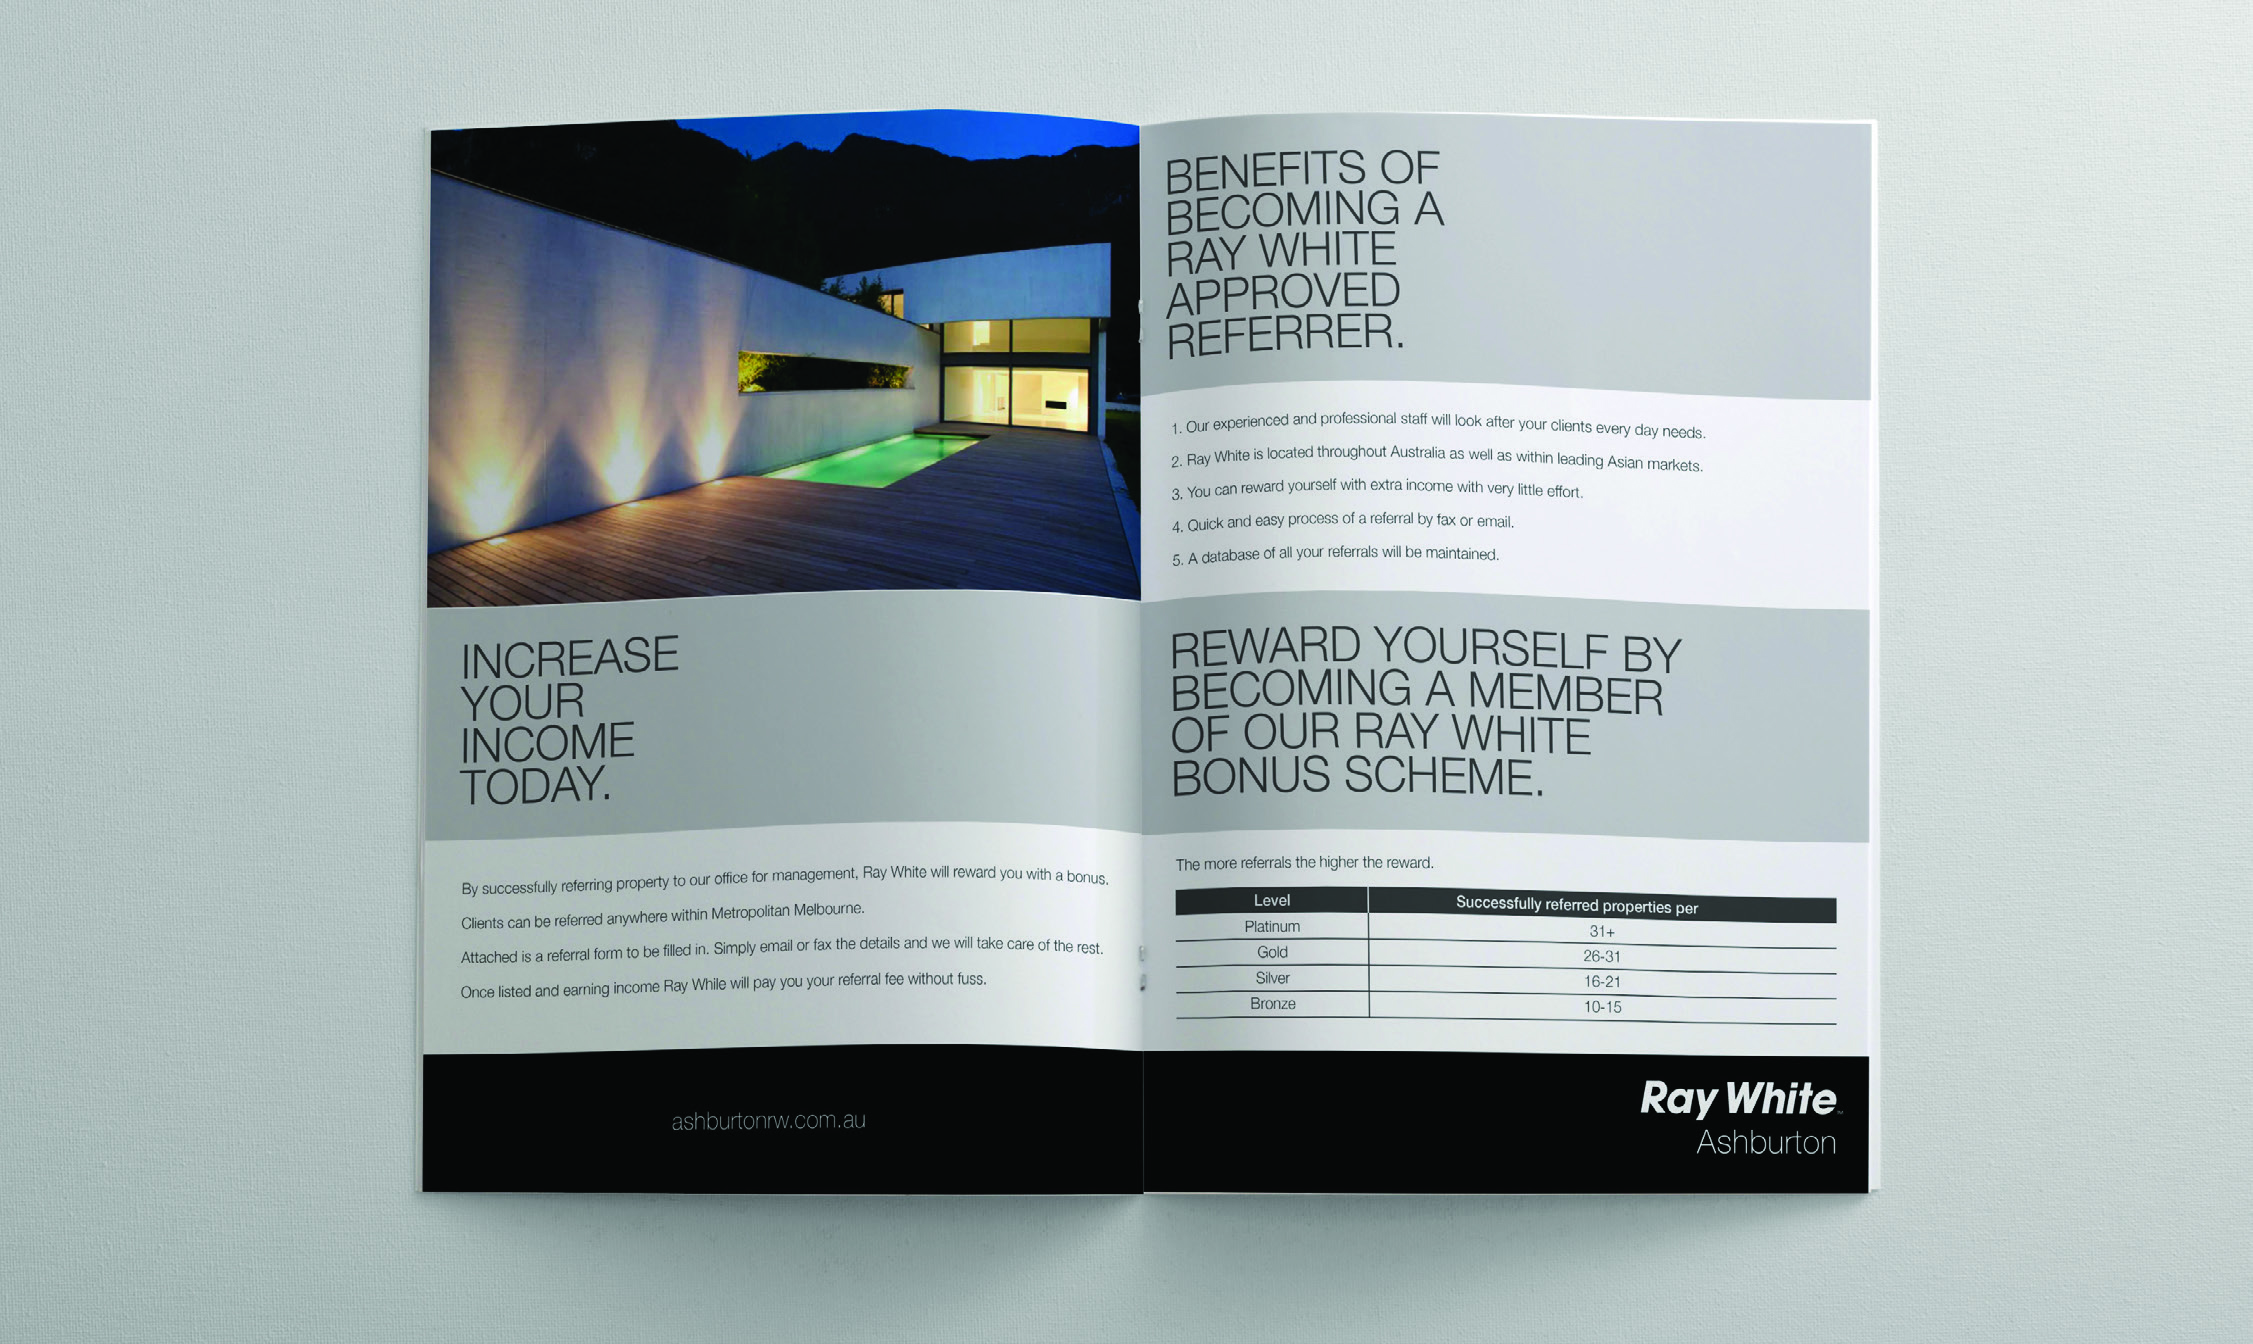 INCREASE
YOUR
INCOME
TODAY.
By successfully referring property to our office for management, Ray White will reward you with a bonus.
Clients can be referred anywhere within Metropolitan Melbourne.
Attached is a referral form to be filled in. Simply email or fax the details and we will take care of the rest.
Once listed and earning income Ray While will pay you your referral fee without fuss.
ashburtonrw.com.au
BENEFITS OF
BECOMING A
RAY WHITE
APPROVED
REFERRER.
1. Our experienced and professional staff will look after your clients every day needs.
2. Ray White is located throughout Australia as well as within leading Asian markets.
3. You can reward yourself with extra income with very little effort.
4. Quick and easy process of a referral by fax or email.
5. A database of all your referrals will be maintained.
REWARD YOURSELF BY
BECOMING A MEMBER
OF OUR RAY WHITE
BONUS SCHEME.
The more referrals the higher the reward.
Level Successfully referred properties per
Platinum 31+
Gold 26-31
Silver 16-21
Bronze 10-15
Ray White™
Ashburton